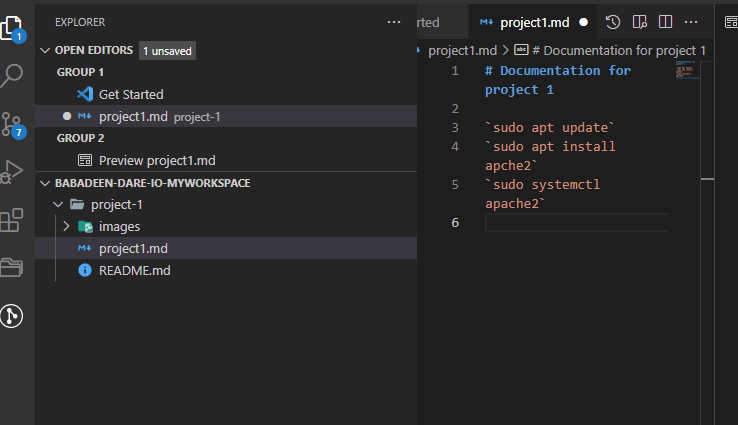 EXPLORER
OPEN EDITORS 1 unsaved
GROUP 1
Get Started
project1.md project-1
GROUP 2
Preview project1.md
BABADEEN-DARE-IO-MYWORKSPACE
project-1
images
project1.md
README.md
1
7
rted
project1.md
project1.md > # Documentation for project 1
1 # Documentation for
project 1
2
3 `sudo apt update`
4 `sudo apt install
apche2`
5 `sudo systemctl
apache2`
6